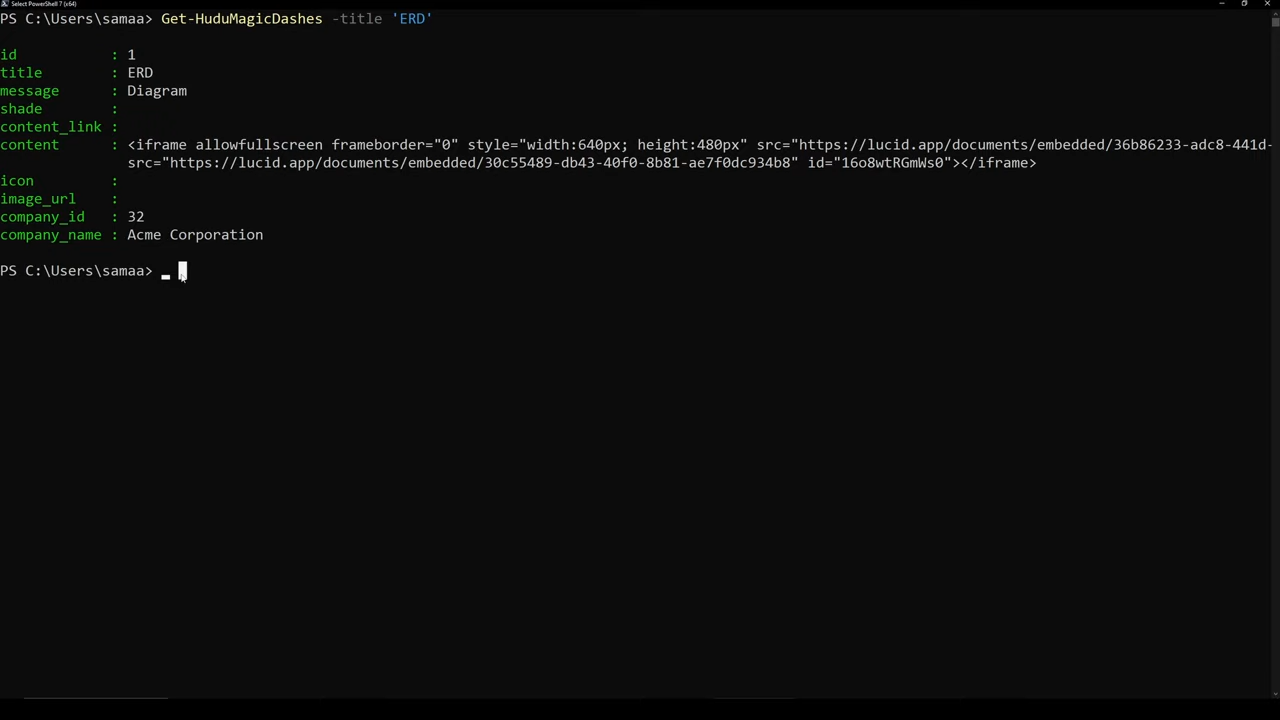 Select PowerShell 7 (x64)
PS C:\Users\samaa> Get-HuduMagicDashes -title 'ERD'
id : 1
title : ERD
message : Diagram
shade :
content_link :
content : <iframe allowfullscreen frameborder="0" style="width:640px; height:480px" src="https://lucid.app/documents/embedded/36b86233-adc8-441d-
src="https://lucid.app/documents/embedded/30c55489-db43-40f0-8b81-ae7f0dc934b8" id="16o8wtRGmWs0"></iframe>
icon :
image_url :
company_id : 32
company_name : Acme Corporation
PS C:\Users\samaa> _